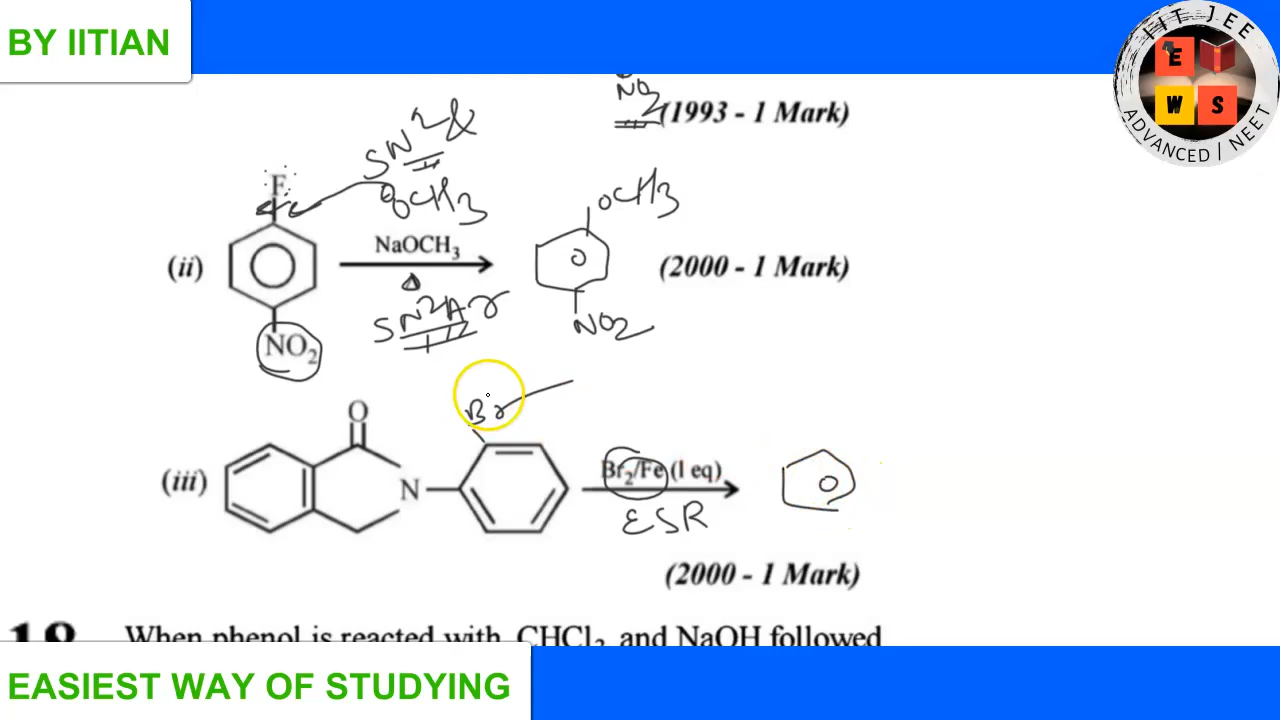 BY IITIAN
IIT JEE
E
W S
ADVANCED | NEET
NO2
(1993 - 1 Mark)
SN2 &
F
OCH3
OCH3
NaOCH3
(ii)
(2000 - 1 Mark)
Δ
SN2Ar
NO2
NO2
Br
O
(iii)
N
Br2/Fe (1 eq)
ESR
(2000 - 1 Mark)
18
When phenol is reacted with CHCl3 and NaOH followed
EASIEST WAY OF STUDYING